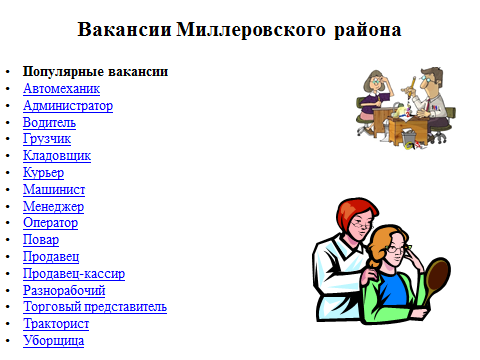 Вакансии Миллеровского района
• Популярные вакансии
• Автомеханик
• Администратор
• Водитель
• Грузчик
• Кладовщик
• Курьер
• Машинист
• Менеджер
• Оператор
• Повар
• Продавец
• Продавец-кассир
• Разнорабочий
• Торговый представитель
• Тракторист
• Уборщица